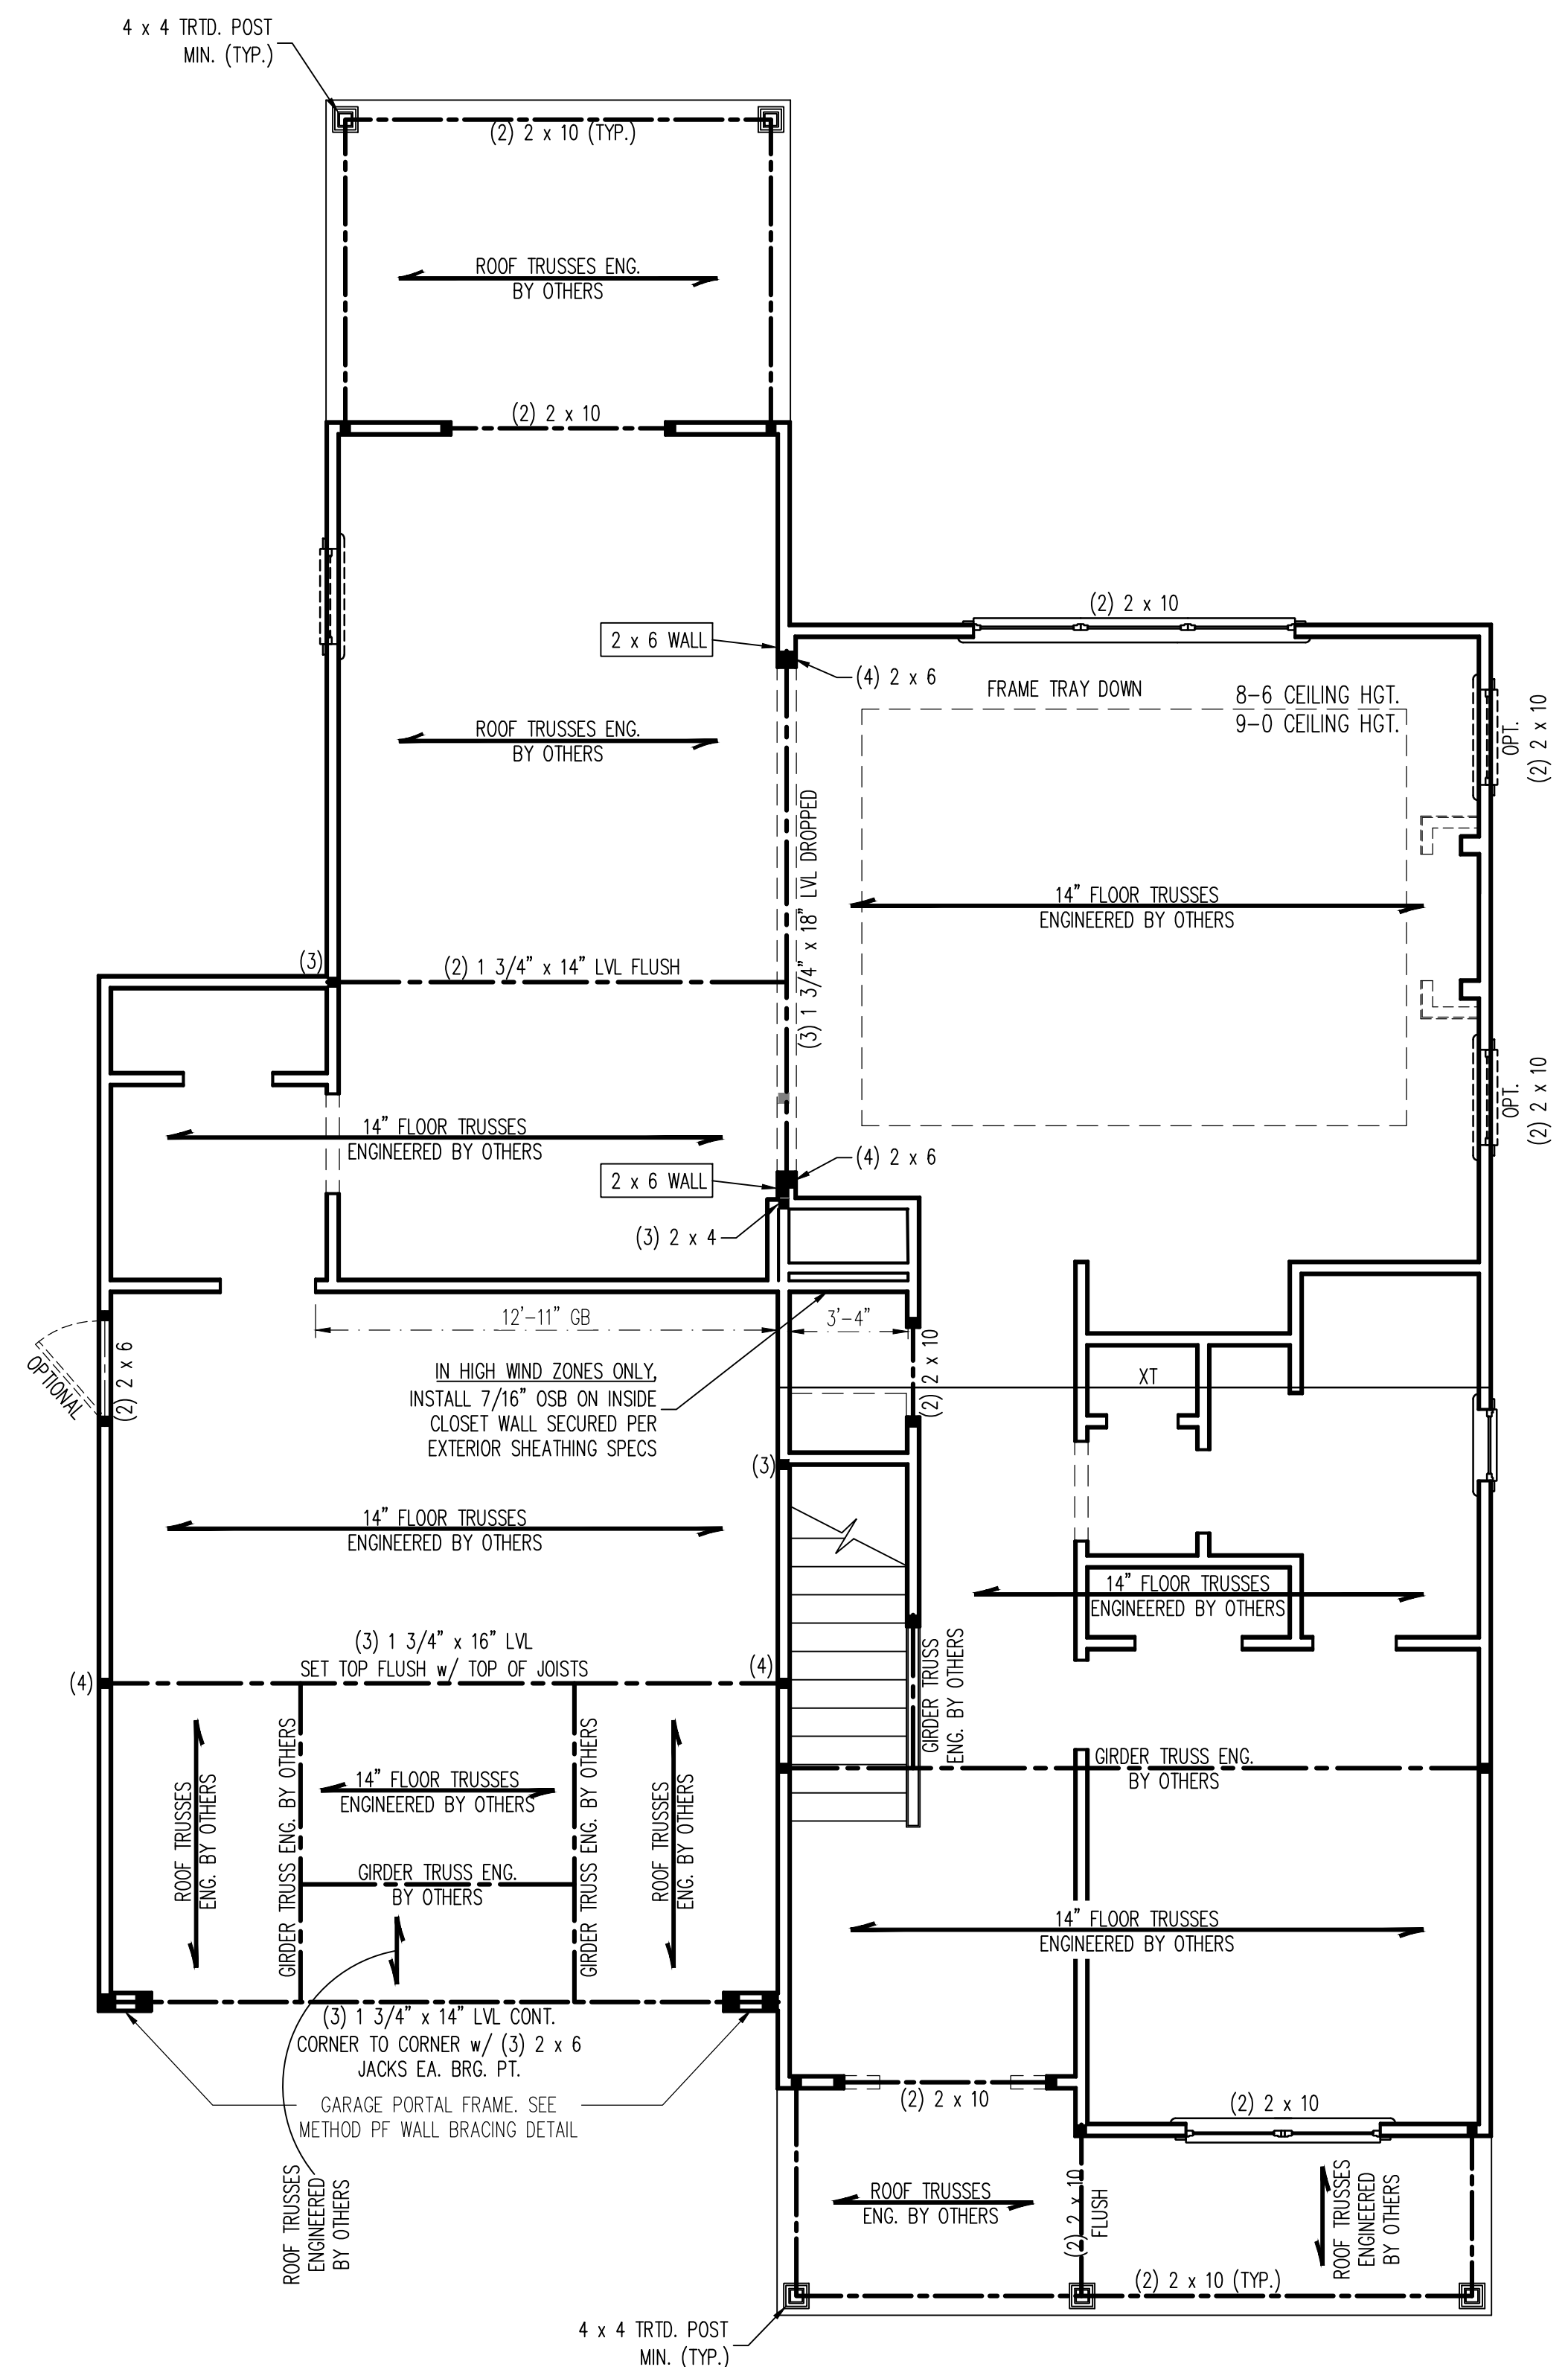 4 x 4 TRTD. POST
MIN. (TYP.)
(2) 2 x 10 (TYP.)
ROOF TRUSSES ENG.
BY OTHERS
(2) 2 x 10
(2) 2 x 10
2 x 6 WALL
(4) 2 x 6
FRAME TRAY DOWN
8-6 CEILING HGT.
9-0 CEILING HGT.
OPT.
(2) 2 x 10
ROOF TRUSSES ENG.
BY OTHERS
(3) 1 3/4" x 18" LVL DROPPED
14" FLOOR TRUSSES
ENGINEERED BY OTHERS
(3)
(2) 1 3/4" x 14" LVL FLUSH
OPT.
(2) 2 x 10
14" FLOOR TRUSSES
ENGINEERED BY OTHERS
(4) 2 x 6
2 x 6 WALL
(3) 2 x 4
12'-11" GB
3'-4"
OPTIONAL
(2) 2 x 6
(2) 2 x 10
IN HIGH WIND ZONES ONLY,
INSTALL 7/16" OSB ON INSIDE
CLOSET WALL SECURED PER
EXTERIOR SHEATHING SPECS
XT
(3)
14" FLOOR TRUSSES
ENGINEERED BY OTHERS
14" FLOOR TRUSSES
ENGINEERED BY OTHERS
(3) 1 3/4" x 16" LVL
SET TOP FLUSH w/ TOP OF JOISTS
(4)
(4)
GIRDER TRUSS
ENG. BY OTHERS
GIRDER TRUSS ENG.
BY OTHERS
ROOF TRUSSES
ENG. BY OTHERS
GIRDER TRUSS ENG. BY OTHERS
14" FLOOR TRUSSES
ENGINEERED BY OTHERS
GIRDER TRUSS ENG. BY OTHERS
ROOF TRUSSES
ENG. BY OTHERS
GIRDER TRUSS ENG.
BY OTHERS
14" FLOOR TRUSSES
ENGINEERED BY OTHERS
(3) 1 3/4" x 14" LVL CONT.
CORNER TO CORNER w/ (3) 2 x 6
JACKS EA. BRG. PT.
GARAGE PORTAL FRAME. SEE
METHOD PF WALL BRACING DETAIL
ROOF TRUSSES
ENGINEERED
BY OTHERS
(2) 2 x 10
(2) 2 x 10
ROOF TRUSSES
ENG. BY OTHERS
(2) 2 x 10
FLUSH
ROOF TRUSSES
ENGINEERED
BY OTHERS
(2) 2 x 10 (TYP.)
4 x 4 TRTD. POST
MIN. (TYP.)